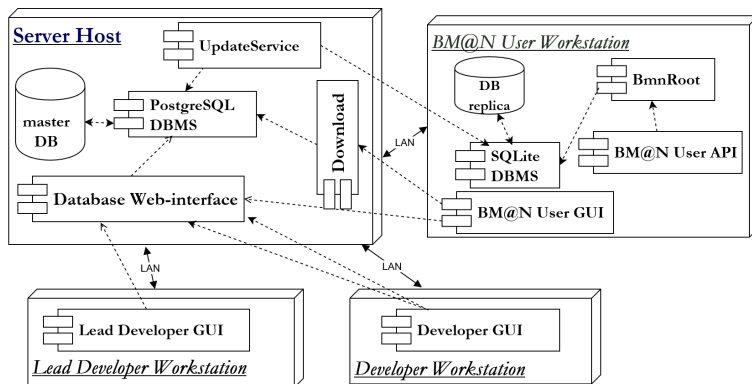 Server Host
UpdateService
master
DB
PostgreSQL
DBMS
Download
Database Web-interface
LAN
BM@N User Workstation
DB
replica
BmnRoot
SQLite
DBMS
BM@N User API
BM@N User GUI
LAN
LAN
Lead Developer GUI
Lead Developer Workstation
Developer GUI
Developer Workstation